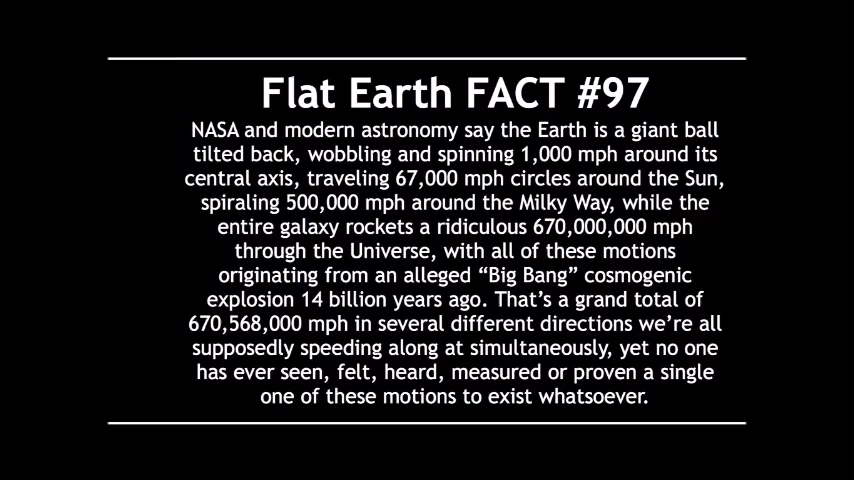 Flat Earth FACT #97
NASA and modern astronomy say the Earth is a giant ball
tilted back, wobbling and spinning 1,000 mph around its
central axis, traveling 67,000 mph circles around the Sun,
spiraling 500,000 mph around the Milky Way, while the
entire galaxy rockets a ridiculous 670,000,000 mph
through the Universe, with all of these motions
originating from an alleged “Big Bang” cosmogenic
explosion 14 billion years ago. That’s a grand total of
670,568,000 mph in several different directions we’re all
supposedly speeding along at simultaneously, yet no one
has ever seen, felt, heard, measured or proven a single
one of these motions to exist whatsoever.